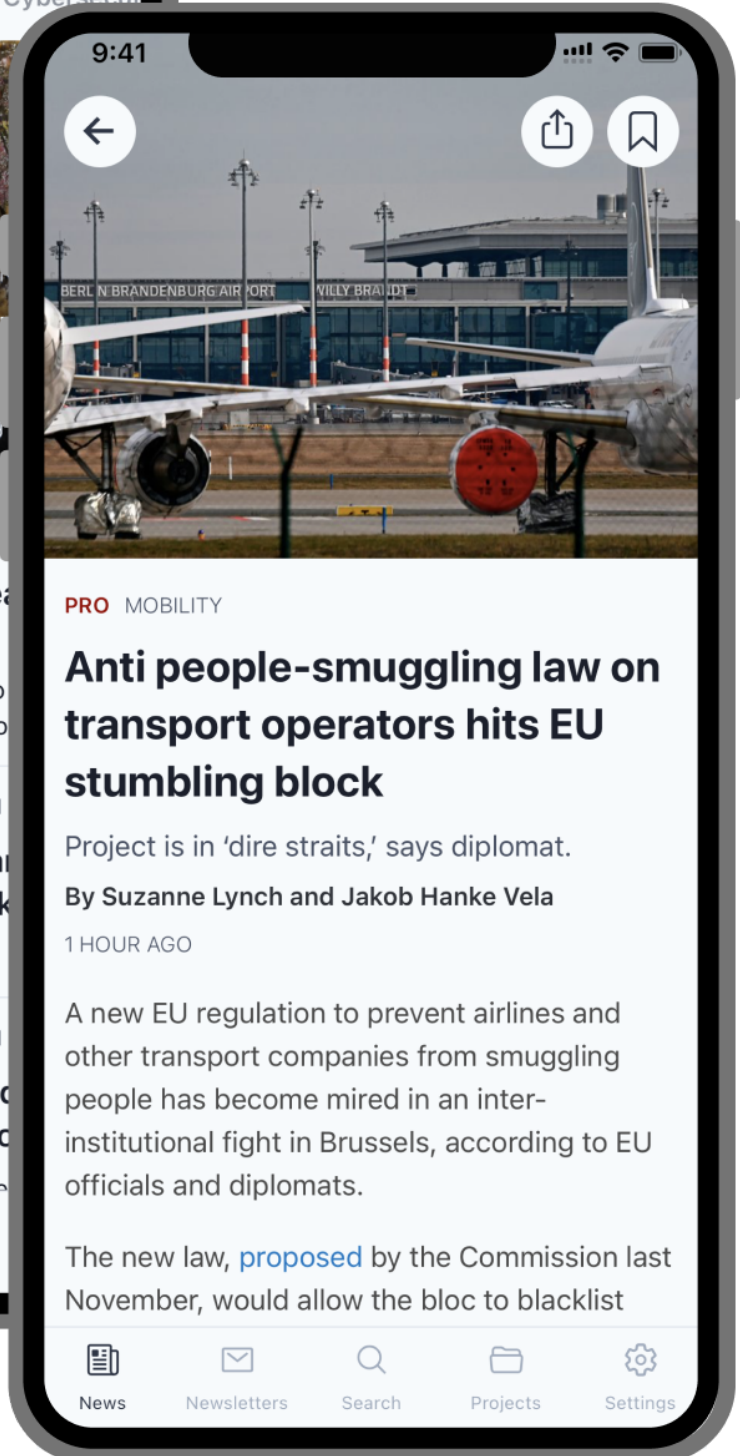 Cybersecu
9:41
BERLIN BRANDENBURG AIRPORT WILLY BRANDT
PRO MOBILITY
Anti people-smuggling law on
transport operators hits EU
stumbling block
Project is in ‘dire straits,’ says diplomat.
By Suzanne Lynch and Jakob Hanke Vela
1 HOUR AGO
A new EU regulation to prevent airlines and
other transport companies from smuggling
people has become mired in an inter-
institutional fight in Brussels, according to EU
officials and diplomats.
The new law, proposed by the Commission last
November, would allow the bloc to blacklist
News Newsletters Search Projects Settings